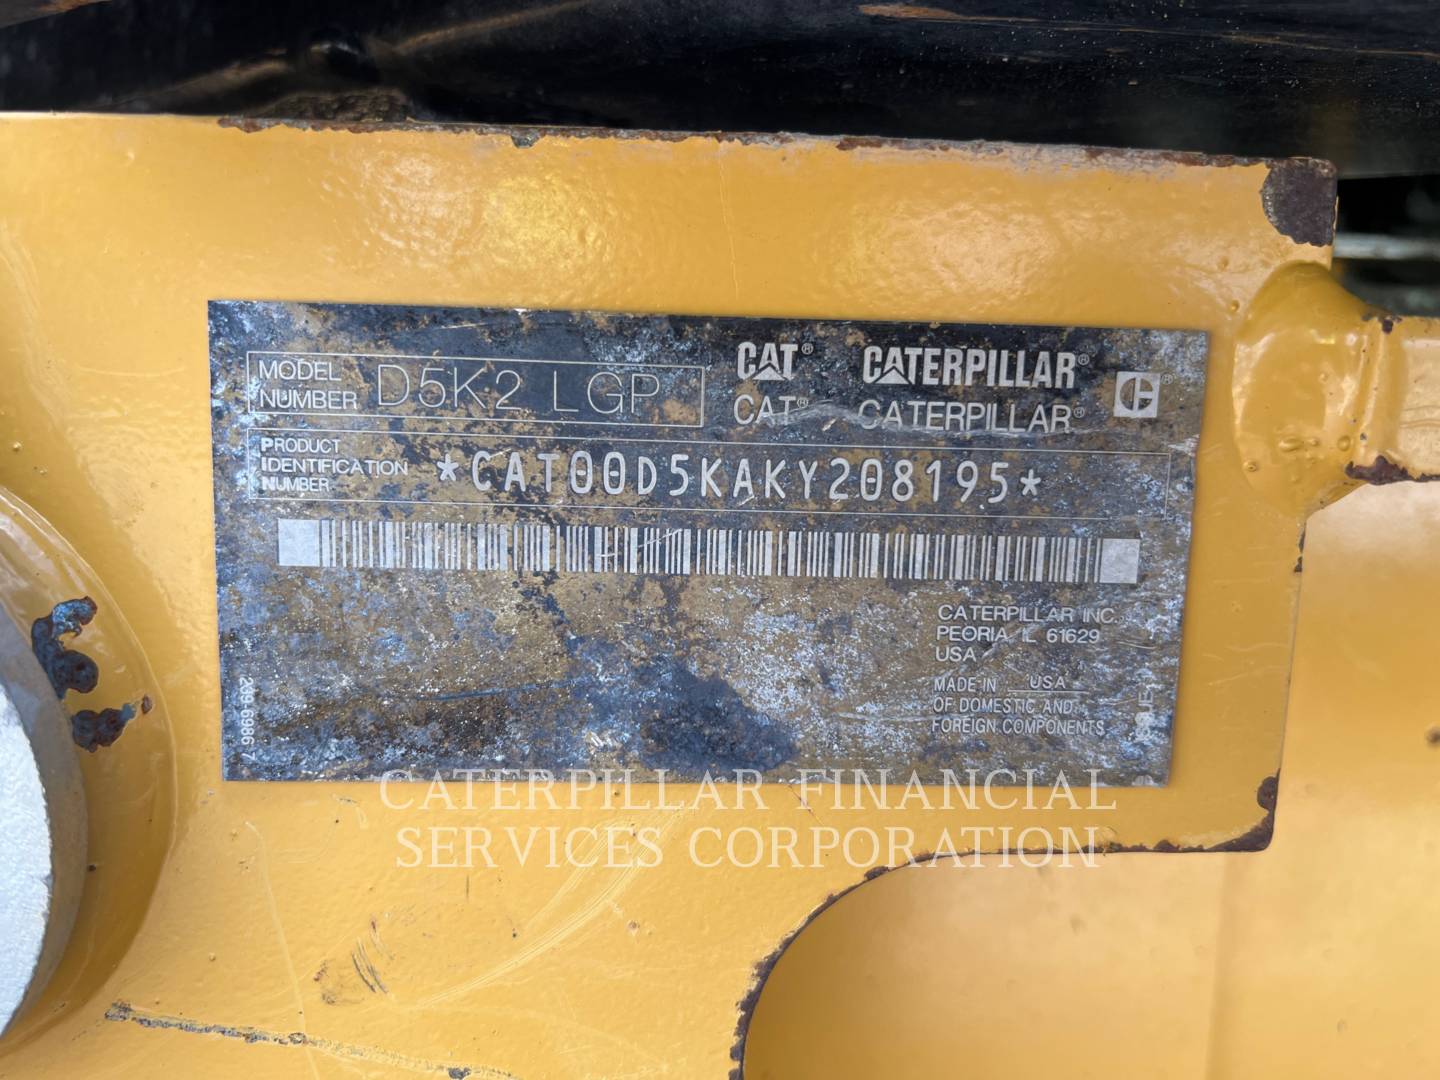 MODEL NUMBER D5K2 LGP
CAT® CATERPILLAR®
CAT® CATERPILLAR®
PRODUCT IDENTIFICATION NUMBER *CAT00D5KAKY208195*
CATERPILLAR INC.
PEORIA, IL 61629
USA
MADE IN USA
OF DOMESTIC AND
FOREIGN COMPONENTS
CATERPILLAR FINANCIAL
SERVICES CORPORATION